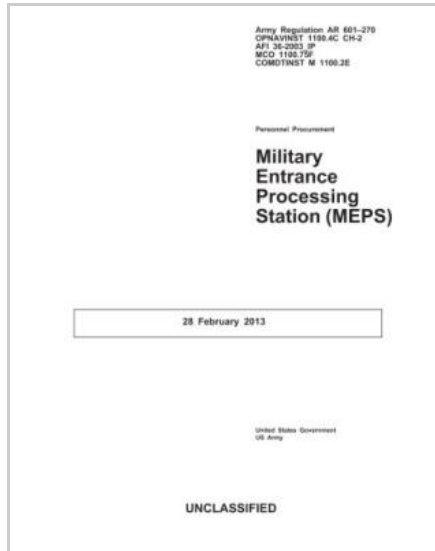 Army Regulation AR 601–270
OPNAVINST 1100.4C CH-2
AFI 36-2003_IP
MCO 1100.75F
COMDTINST M 1100.2E
Personnel Procurement
Military
Entrance
Processing
Station (MEPS)
28 February 2013
United States Government
US Army
UNCLASSIFIED